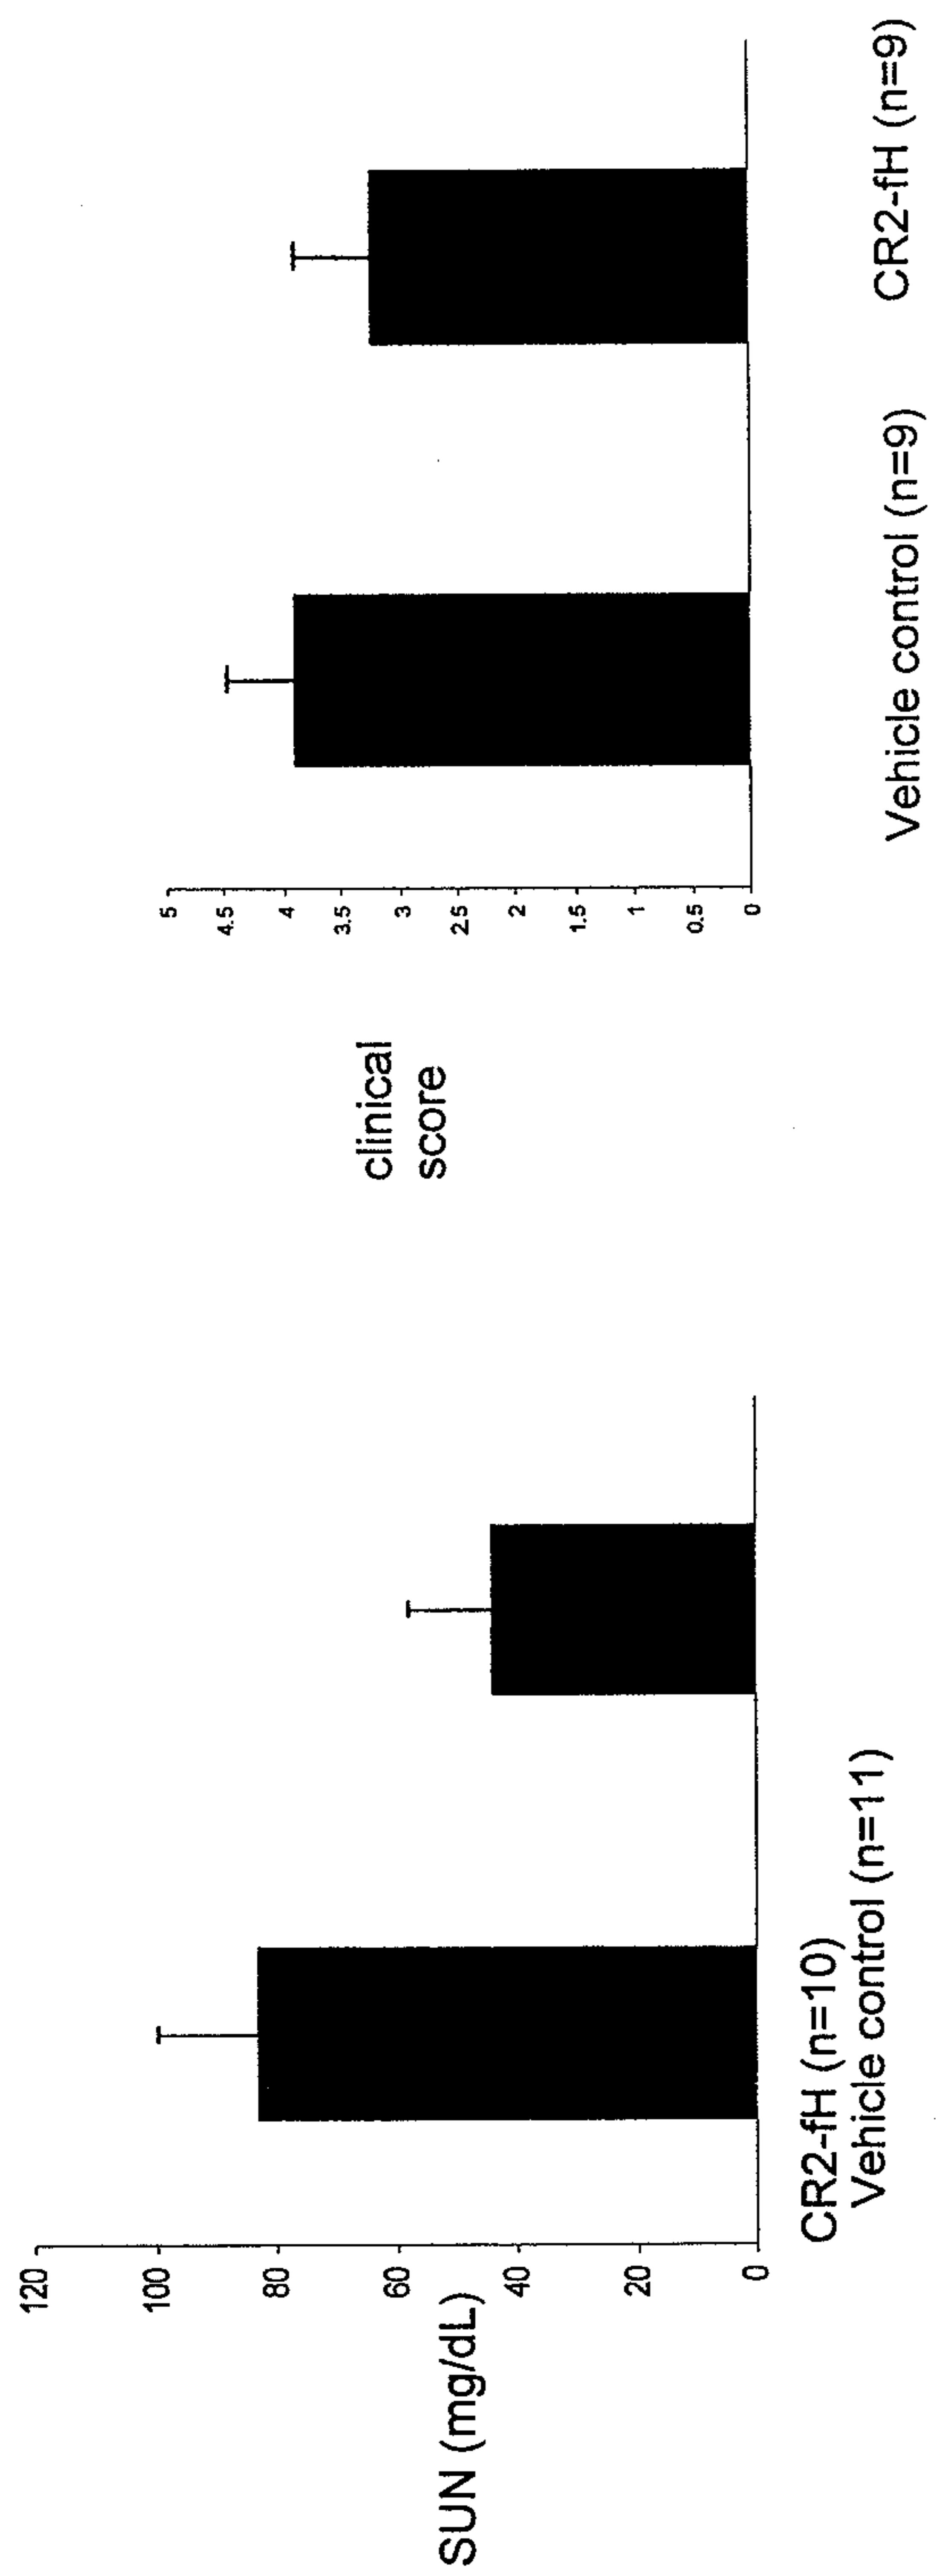 SUN (mg/dL)
120
100
80
60
40
20
0
CR2-fH (n=10)
Vehicle control (n=11)
clinical
score
5
4.5
4
3.5
3
2.5
2
1.5
1
0.5
0
Vehicle control (n=9)
CR2-fH (n=9)